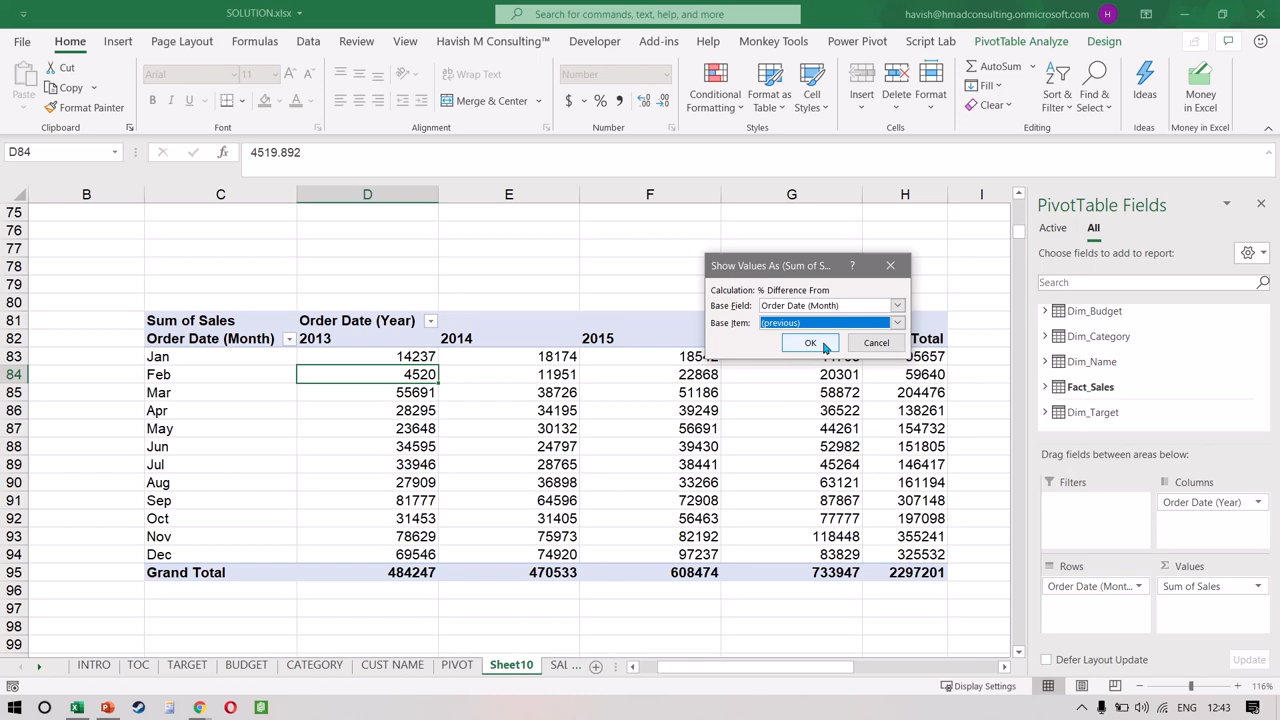 SOLUTION.xlsx
Search for commands, text, help, and more
havish@hmadconsulting.onmicrosoft.com H
File Home Insert Page Layout Formulas Data Review View Havish M Consulting™ Developer Add-ins Help Monkey Tools Power Pivot Script Lab PivotTable Analyze Design
Cut
Copy
Format Painter
Paste
Clipboard
Arial 11
B I U
Font
Wrap Text
Merge & Center
Alignment
Number
$ % ,
Number
Conditional Formatting
Format as Table
Cell Styles
Styles
Insert Delete Format
Cells
AutoSum
Fill
Clear
Sort & Filter
Find & Select
Editing
Ideas
Ideas
Money in Excel
Money in Excel
D84 fx 4519.892
B C D E F G H I
75
76
77
78
79
80
81 Sum of Sales Order Date (Year)
82 Order Date (Month) 2013 2014 2015 Total
83 Jan 14237 18174
84 Feb 4520 11951 22868 20301 59640
85 Mar 55691 38726 51186 58872 204476
86 Apr 28295 34195 39249 36522 138261
87 May 23648 30132 56691 44261 154732
88 Jun 34595 24797 39430 52982 151805
89 Jul 33946 28765 38441 45264 146417
90 Aug 27909 36898 33266 63121 161194
91 Sep 81777 64596 72908 87867 307148
92 Oct 31453 31405 56463 77777 197098
93 Nov 78629 75973 82192 118448 355241
94 Dec 69546 74920 97237 83829 325532
95 Grand Total 484247 470533 608474 733947 2297201
96
97
98
99
Show Values As (Sum of S... ?
Calculation: % Difference From
Base Field: Order Date (Month)
Base Item: (previous)
OK Cancel
PivotTable Fields
Active All
Choose fields to add to report:
Search
Dim_Budget
Dim_Category
Dim_Name
Fact_Sales
Dim_Target
Drag fields between areas below:
Filters
Columns
Order Date (Year)
Rows
Order Date (Mont...
Values
Sum of Sales
Defer Layout Update Update
INTRO TOC TARGET BUDGET CATEGORY CUST NAME PIVOT Sheet10 SAL ...
Display Settings 116%
ENG 12:43